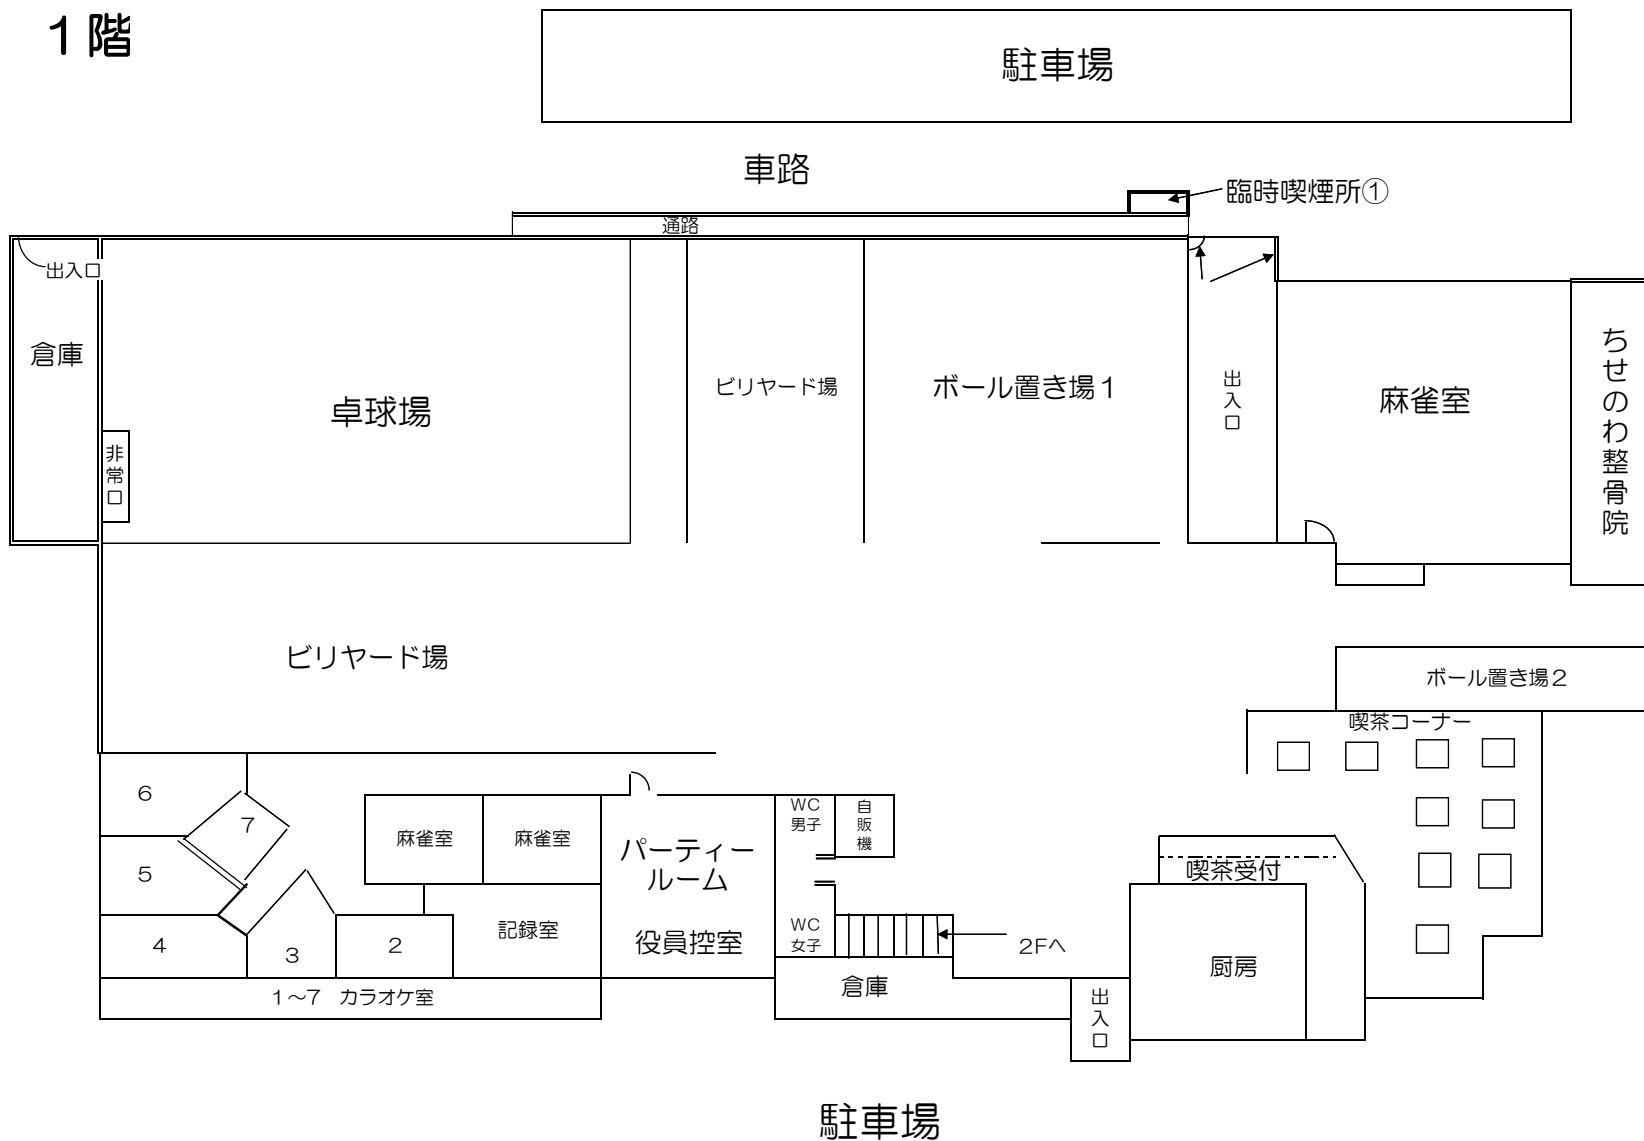 １階
駐車場
車路
臨時喫煙所①
通路
出入口
倉庫
非常口
卓球場
ビリヤード場
ボール置き場１
出入口
麻雀室
ちせのわ整骨院
ビリヤード場
ボール置き場２
喫茶コーナー
６
７
５
４
３
２
１～７　カラオケ室
麻雀室
麻雀室
記録室
パーティー
ルーム
役員控室
ＷＣ
男子
自販機
ＷＣ
女子
２Ｆへ
倉庫
出入口
喫茶受付
厨房
駐車場